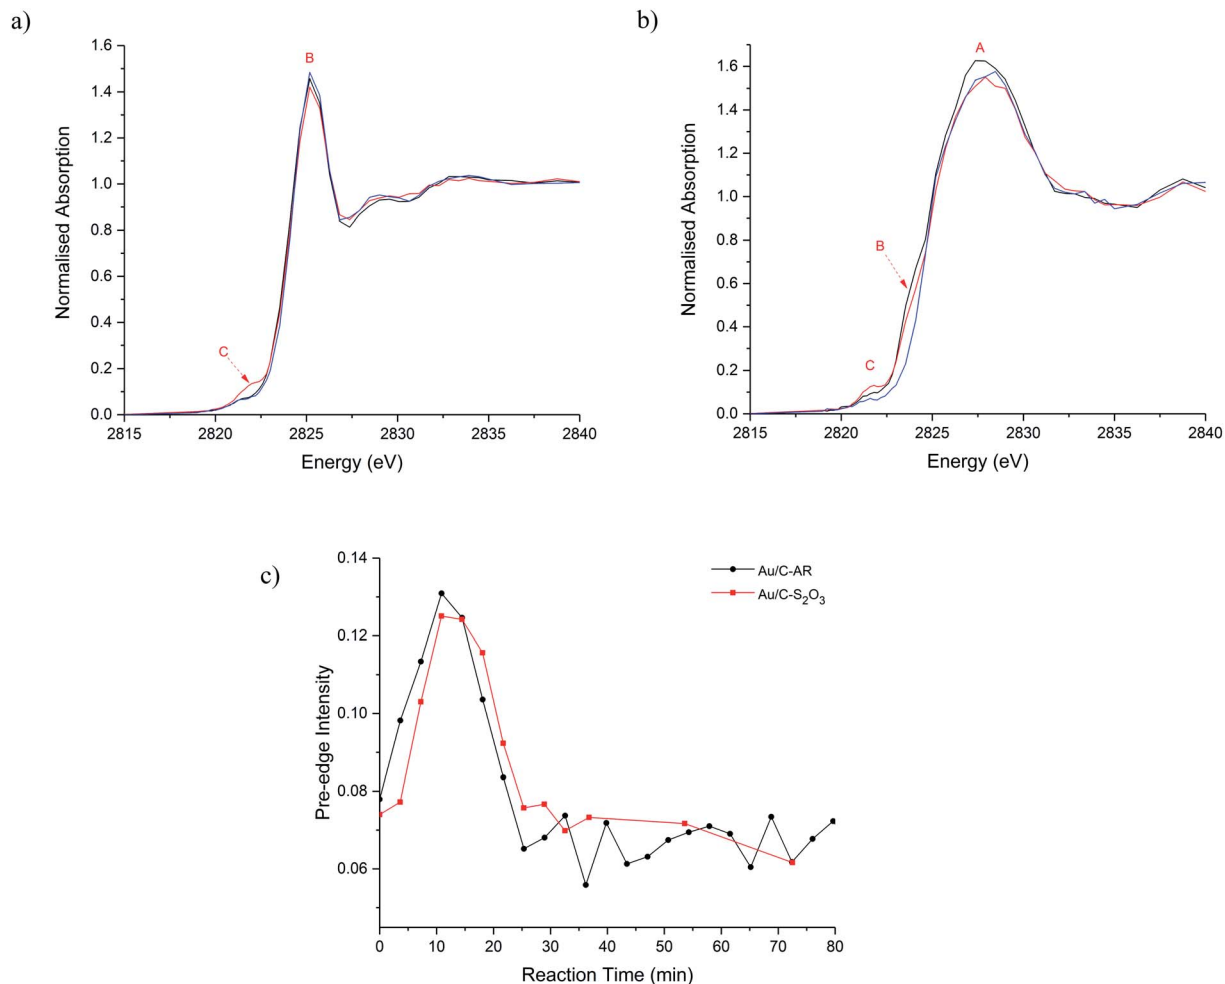 a)
B
C
1.6
1.4
1.2
1.0
0.8
0.6
0.4
0.2
0.0
Normalised Absorption
2815 2820 2825 2830 2835 2840
Energy (eV)
b)
A
B
C
1.6
1.4
1.2
1.0
0.8
0.6
0.4
0.2
0.0
Normalised Absorption
2815 2820 2825 2830 2835 2840
Energy (eV)
c)
Au/C-AR
Au/C-S₂O₃
0.14
0.12
0.10
0.08
0.06
Pre-edge Intensity
0 10 20 30 40 50 60 70 80
Reaction Time (min)